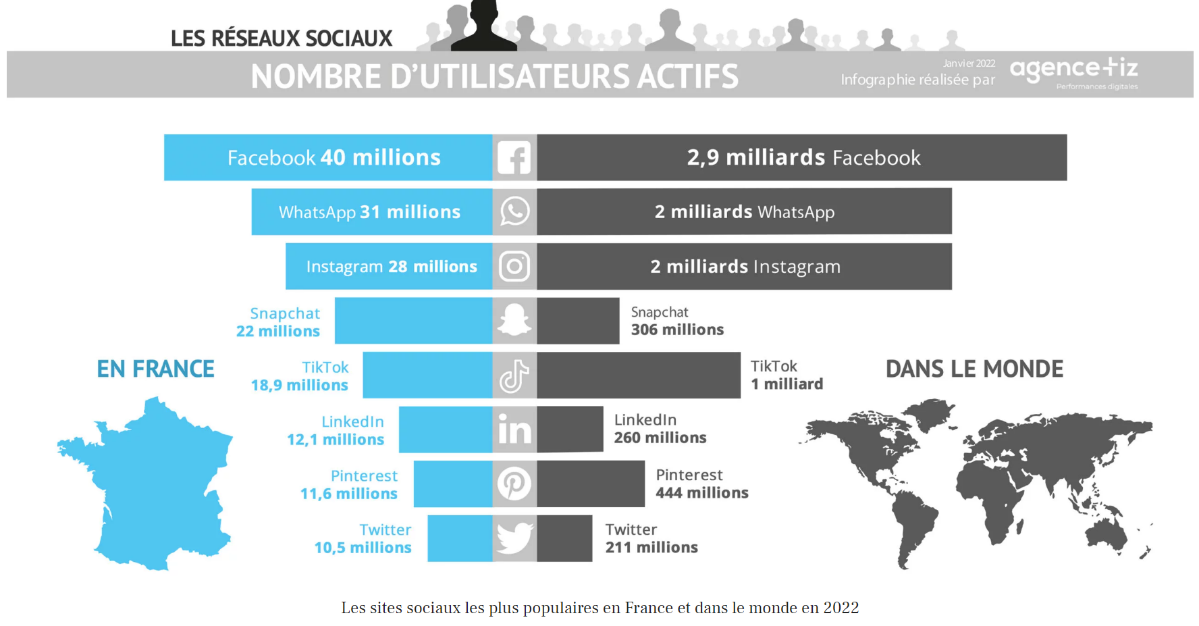 LES RÉSEAUX SOCIAUX
NOMBRE D’UTILISATEURS ACTIFS
Janvier 2022
Infographie réalisée par
agence tiz
Performances digitales
Facebook 40 millions
2,9 milliards Facebook
WhatsApp 31 millions
2 milliards WhatsApp
Instagram 28 millions
2 milliards Instagram
Snapchat
22 millions
Snapchat
306 millions
EN FRANCE
TikTok
18,9 millions
TikTok
1 milliard
DANS LE MONDE
LinkedIn
12,1 millions
in
LinkedIn
260 millions
Pinterest
11,6 millions
Pinterest
444 millions
Twitter
10,5 millions
Twitter
211 millions
Les sites sociaux les plus populaires en France et dans le monde en 2022